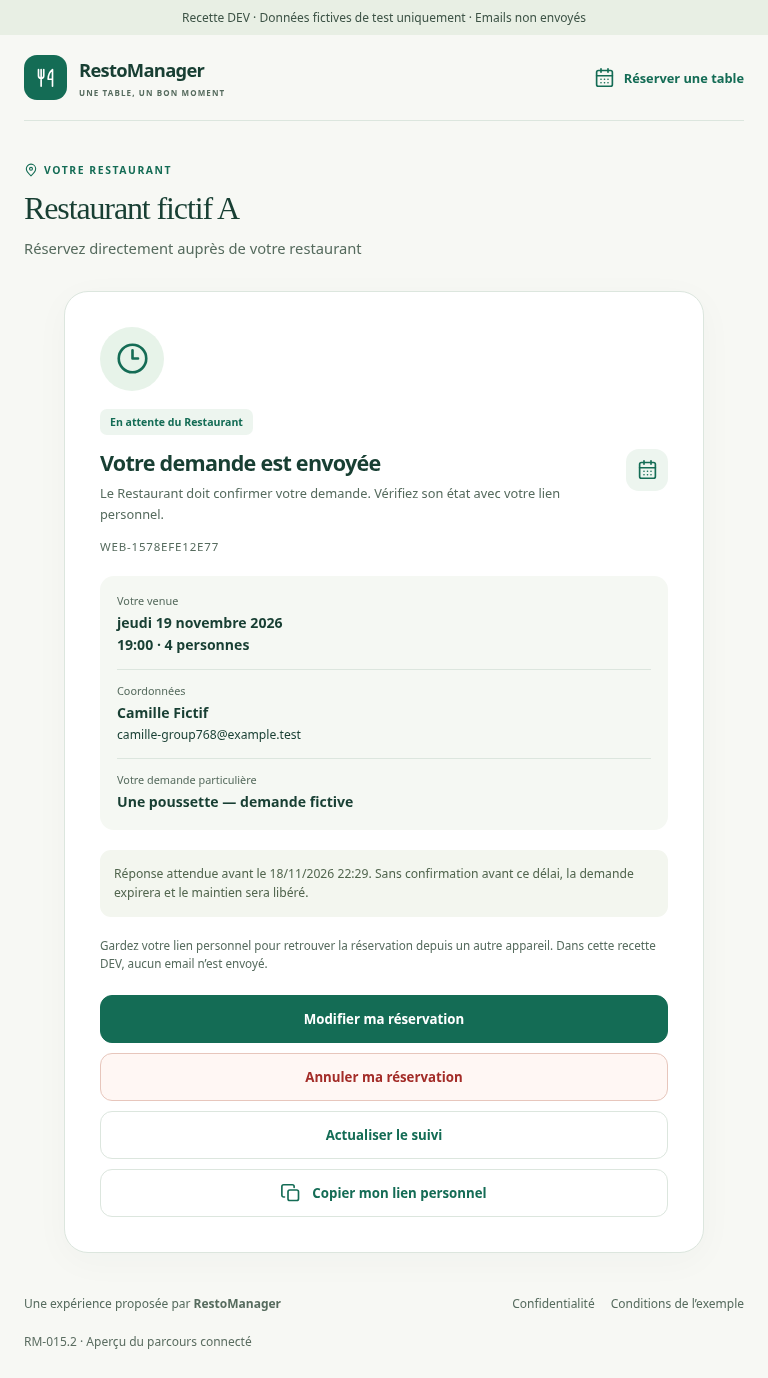 Recette DEV · Données fictives de test uniquement · Emails non envoyés
RestoManager
UNE TABLE, UN BON MOMENT
Réserver une table
VOTRE RESTAURANT
Restaurant fictif A
Réservez directement auprès de votre restaurant
En attente du Restaurant
Votre demande est envoyée
Le Restaurant doit confirmer votre demande. Vérifiez son état avec votre lien
personnel.
WEB-1578EFE12E77
Votre venue
jeudi 19 novembre 2026
19:00 · 4 personnes
Coordonnées
Camille Fictif
camille-group768@example.test
Votre demande particulière
Une poussette — demande fictive
Réponse attendue avant le 18/11/2026 22:29. Sans confirmation avant ce délai, la demande
expirera et le maintien sera libéré.
Gardez votre lien personnel pour retrouver la réservation depuis un autre appareil. Dans cette recette
DEV, aucun email n’est envoyé.
Modifier ma réservation
Annuler ma réservation
Actualiser le suivi
Copier mon lien personnel
Une expérience proposée par RestoManager
Confidentialité
Conditions de l’exemple
RM-015.2 · Aperçu du parcours connecté